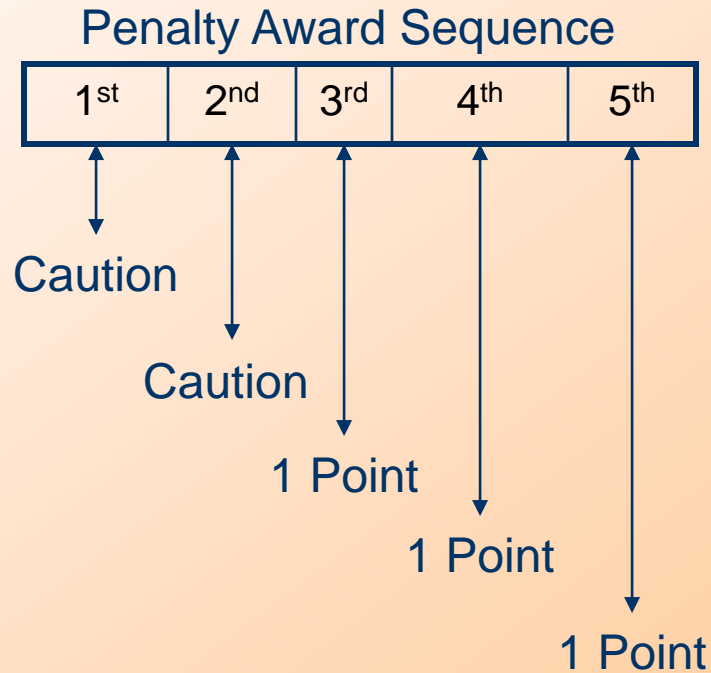 Penalty Award Sequence
1st 2nd 3rd 4th 5th
Caution
Caution
1 Point
1 Point
1 Point